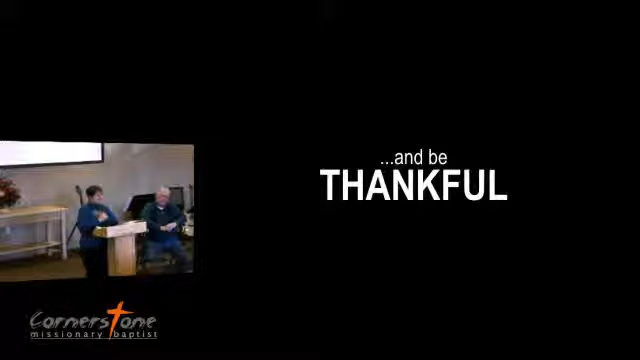 ...and be
THANKFUL
Cornerstone
missionary baptist